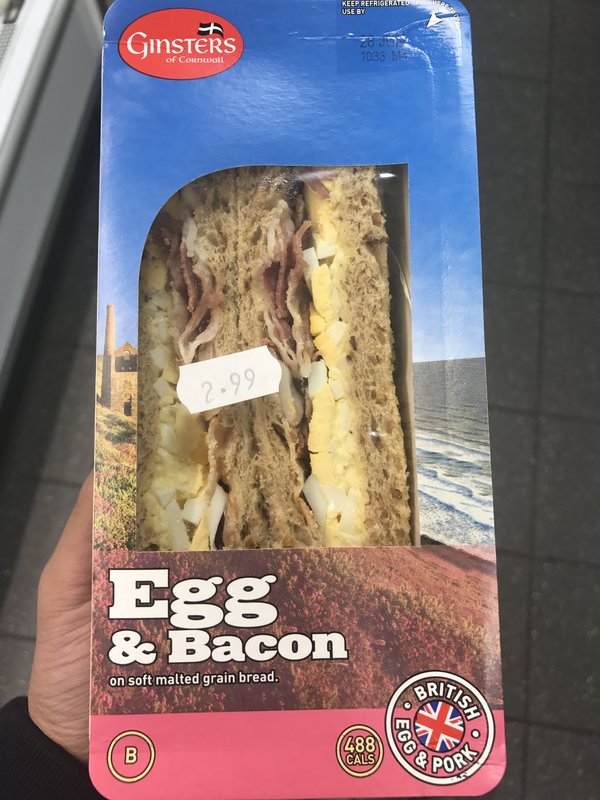 GINSTERS
of Cornwall
KEEP REFRIGERATED
USE BY
1033
2.99
Egg
& Bacon
on soft malted grain bread.
B
488
CALS
BRITISH
EGG & PORK